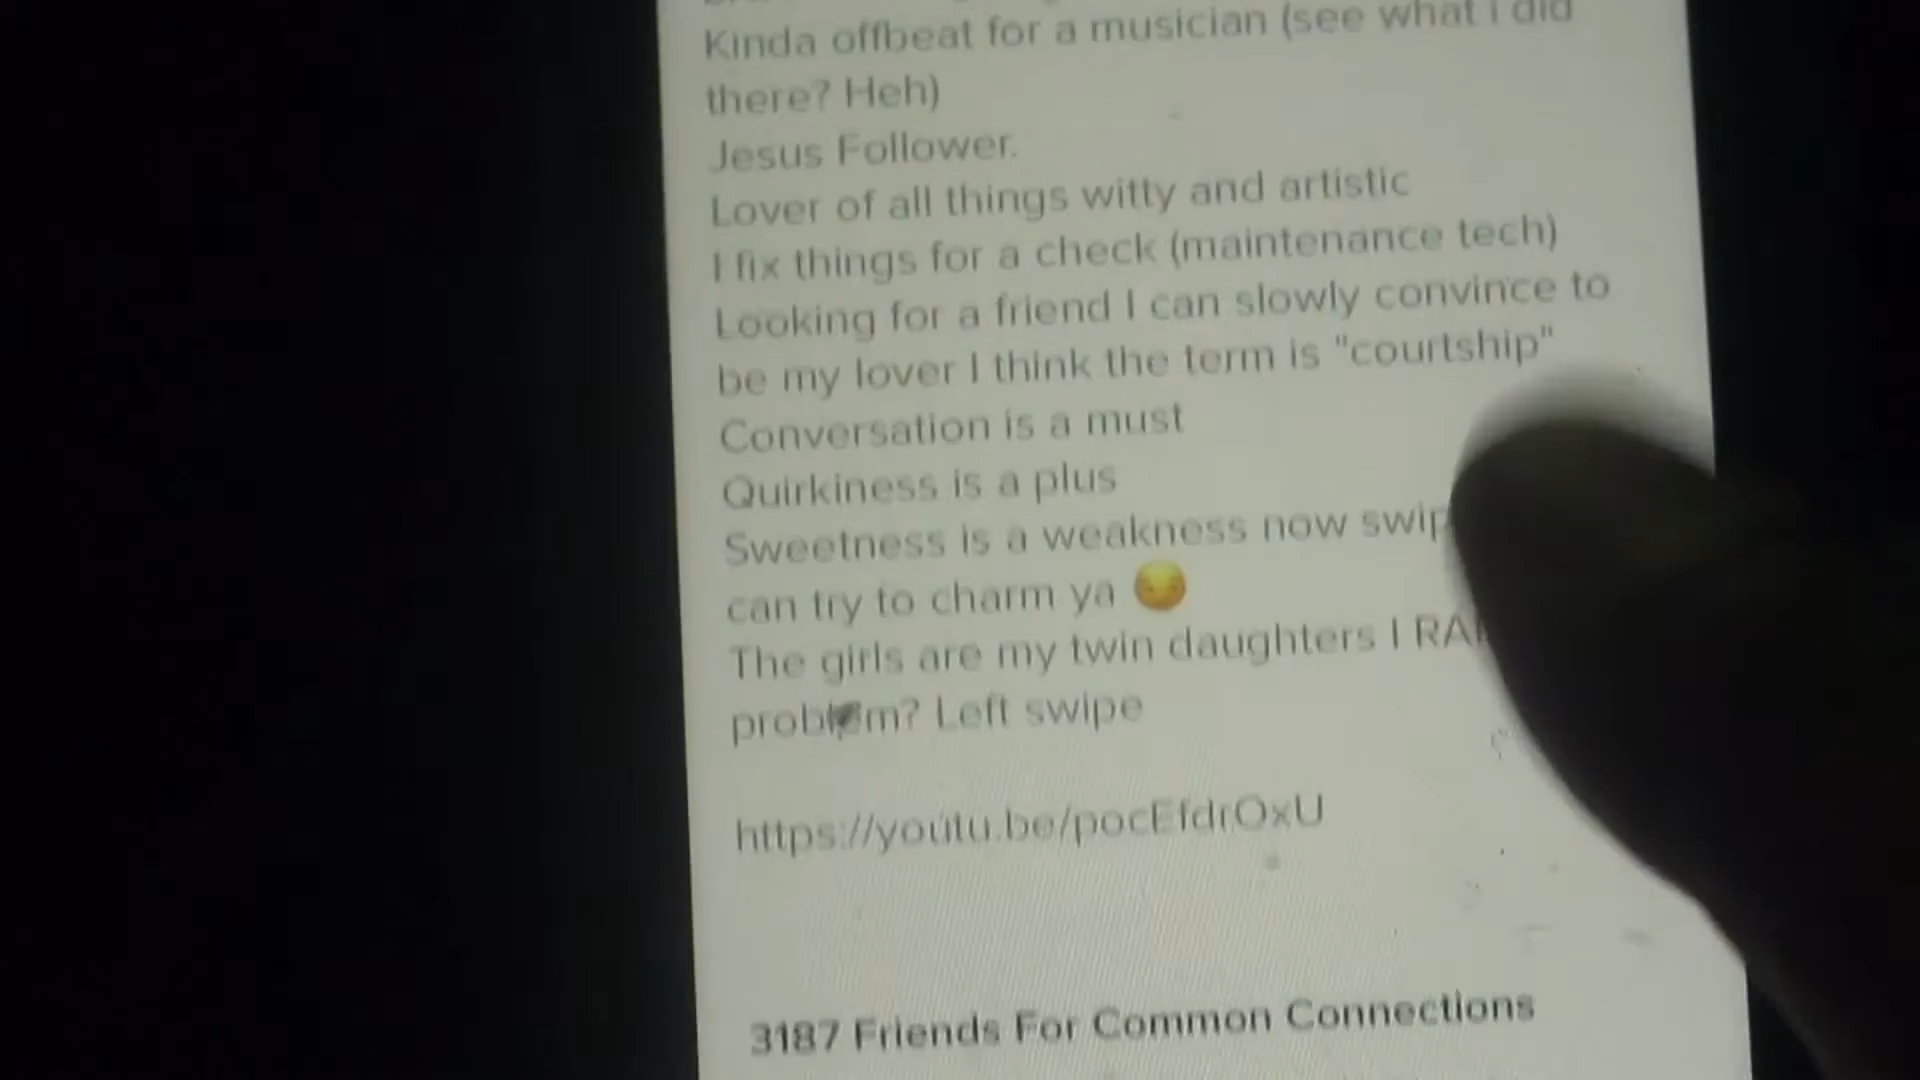 Kinda offbeat for a musician (see what I did
there? Heh)
Jesus Follower.
Lover of all things witty and artistic
I fix things for a check (maintenance tech)
Looking for a friend I can slowly convince to
be my lover I think the term is "courtship"
Conversation is a must
Quirkiness is a plus
Sweetness is a weakness now
can try to charm ya 😏
The girls are my twin daughters I
problem? Left swipe
https://youtu.be/pocEfdrOxU
3187 Friends For Common Connections